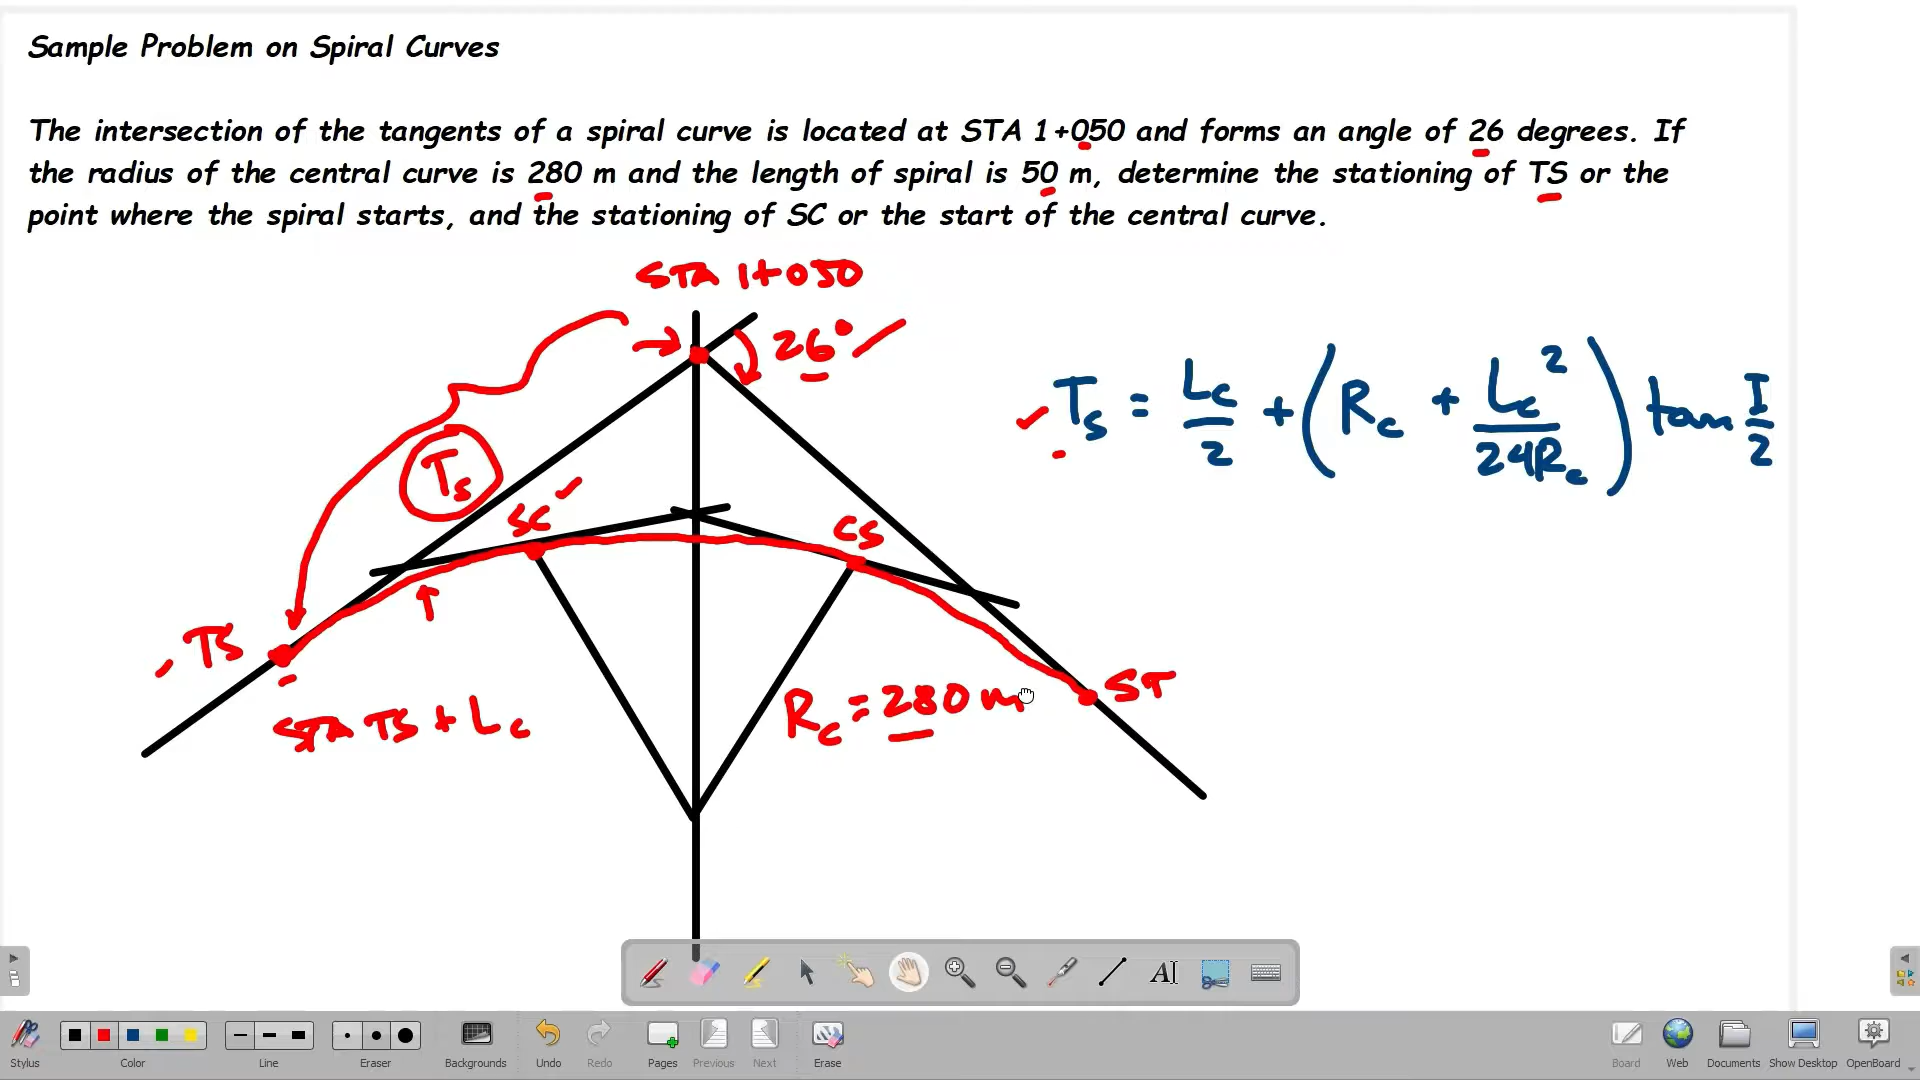 Sample Problem on Spiral Curves
The intersection of the tangents of a spiral curve is located at STA 1+050 and forms an angle of 26 degrees. If
the radius of the central curve is 280 m and the length of spiral is 50 m, determine the stationing of TS or the
point where the spiral starts, and the stationing of SC or the start of the central curve.
STA 1+050
26°
Ts = Lc/2 + (Rc + Lc²/24Rc) tan I/2
Ts
SC
CS
TS
ST
STA TS + Lc
Rc = 280 m
AI
Stylus Color Line Eraser Backgrounds Undo Redo Pages Previous Next Erase Board Web Documents Show Desktop OpenBoard